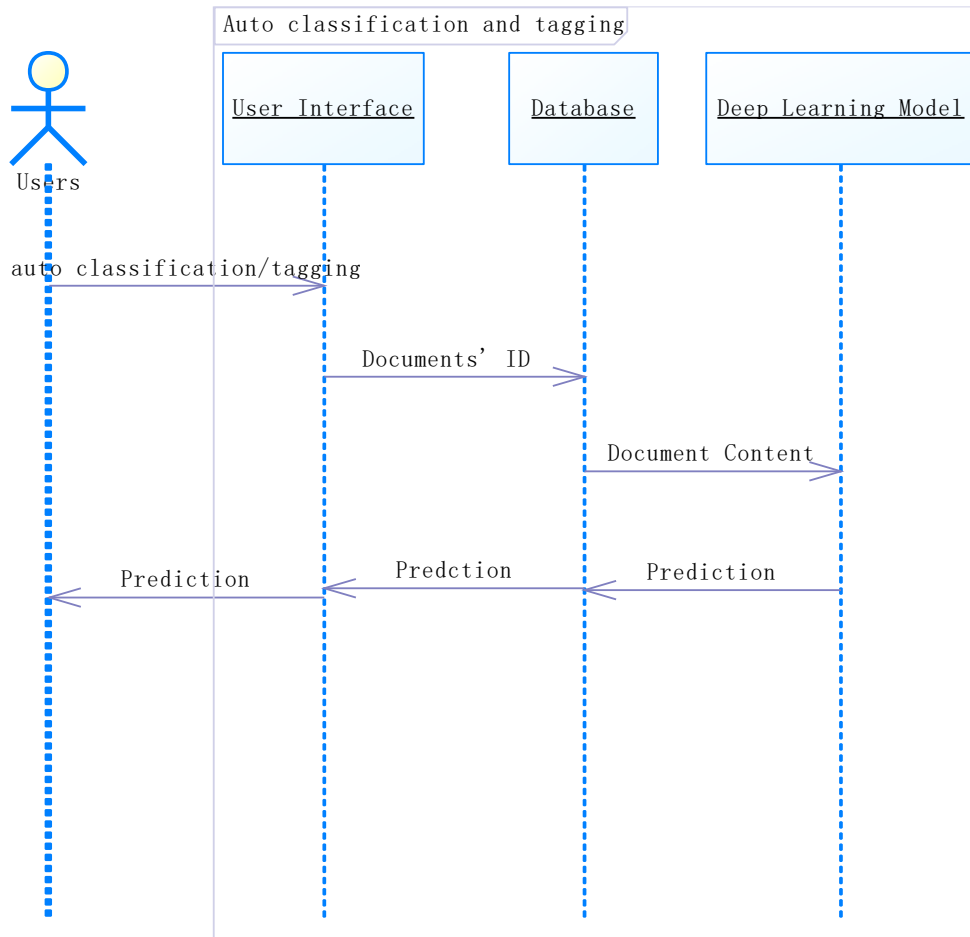 Auto classification and tagging
User Interface
Database
Deep Learning Model
Users
auto classification/tagging
Documents’ ID
Document Content
Prediction
Predction
Prediction